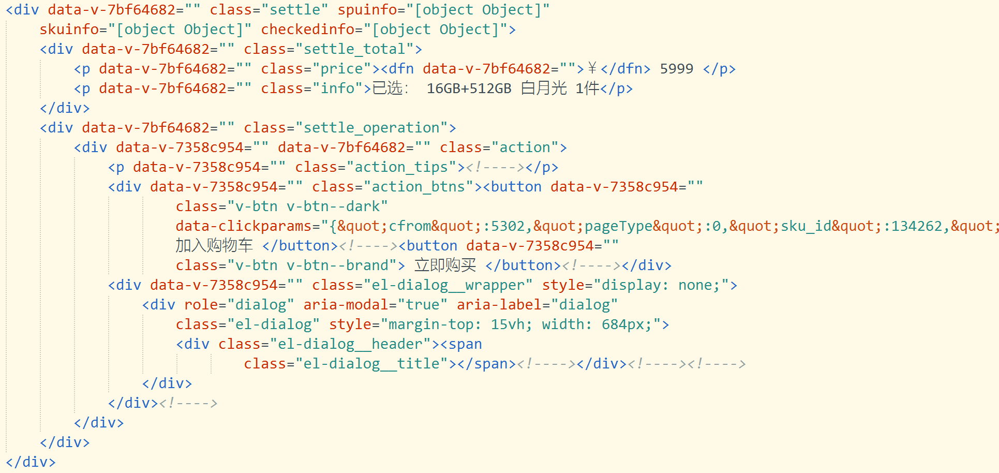 <div data-v-7bf64682="" class="settle" spuinfo="[object Object]"
skuinfo="[object Object]" checkedinfo="[object Object]">
<div data-v-7bf64682="" class="settle_total">
<p data-v-7bf64682="" class="price"><dfn data-v-7bf64682="">¥</dfn> 5999 </p>
<p data-v-7bf64682="" class="info">已选： 16GB+512GB 白月光 1件</p>
</div>
<div data-v-7bf64682="" class="settle_operation">
<div data-v-7358c954="" data-v-7bf64682="" class="action">
<p data-v-7358c954="" class="action_tips"><!----></p>
<div data-v-7358c954="" class="action_btns"><button data-v-7358c954=""
class="v-btn v-btn--dark"
data-clickparams="{&quot;cfrom&quot;:5302,&quot;pageType&quot;:0,&quot;sku_id&quot;:134262,&quot;
加入购物车 </button><!----><button data-v-7358c954=""
class="v-btn v-btn--brand"> 立即购买 </button><!----></div>
<div data-v-7358c954="" class="el-dialog__wrapper" style="display: none;">
<div role="dialog" aria-modal="true" aria-label="dialog"
class="el-dialog" style="margin-top: 15vh; width: 684px;">
<div class="el-dialog__header"><span
class="el-dialog__title"></span><!----></div><!----><!---->
</div>
</div><!---->
</div>
</div>
</div>